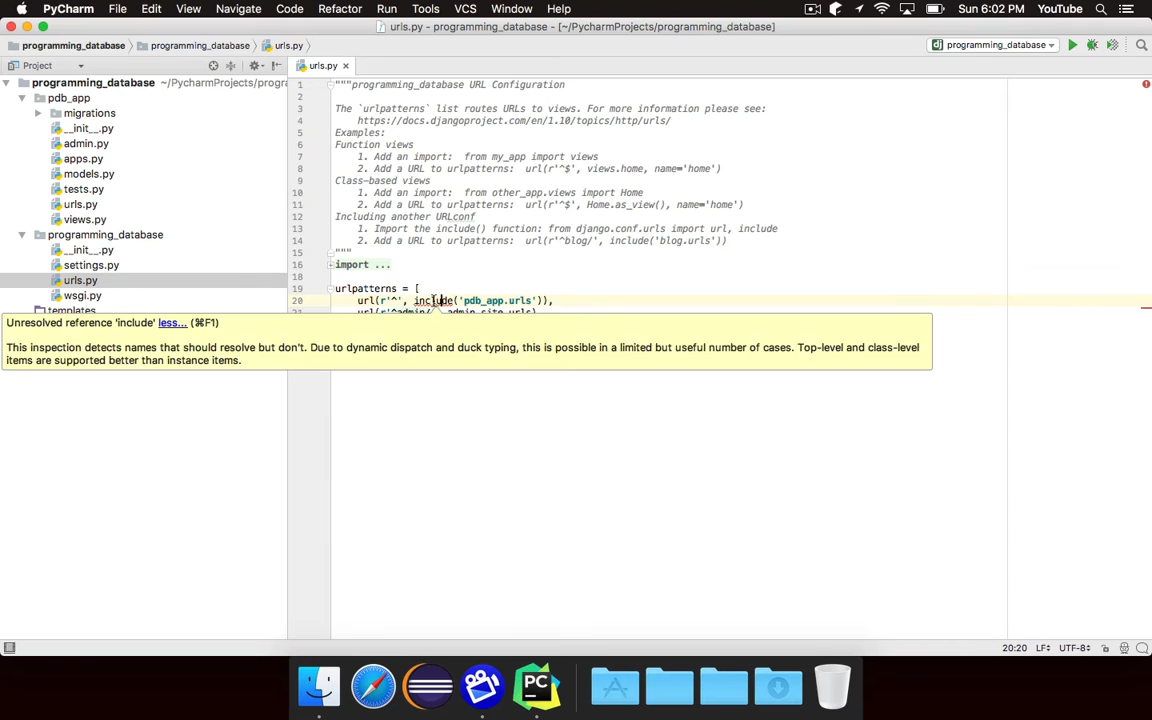 PyCharm File Edit View Navigate Code Refactor Run Tools VCS Window Help Sun 6:02 PM YouTube
urls.py - programming_database - [~/PycharmProjects/programming_database]
programming_database programming_database urls.py programming_database
Project urls.py
programming_database ~/PycharmProjects/progra
pdb_app
migrations
__init__.py
admin.py
apps.py
models.py
tests.py
urls.py
views.py
programming_database
__init__.py
settings.py
urls.py
wsgi.py
templates
1 """programming_database URL Configuration
2
3 The `urlpatterns` list routes URLs to views. For more information please see:
4 https://docs.djangoproject.com/en/1.10/topics/http/urls/
5 Examples:
6 Function views
7 1. Add an import:  from my_app import views
8 2. Add a URL to urlpatterns:  url(r'^$', views.home, name='home')
9 Class-based views
10 1. Add an import:  from other_app.views import Home
11 2. Add a URL to urlpatterns:  url(r'^$', Home.as_view(), name='home')
12 Including another URLconf
13 1. Import the include() function: from django.conf.urls import url, include
14 2. Add a URL to urlpatterns:  url(r'^blog/', include('blog.urls'))
15 """
16 import ...
18
19 urlpatterns = [
20 url(r'^', include('pdb_app.urls')),
url(r'^admin/', admin.site.urls),
Unresolved reference 'include' less... (⌘F1)
This inspection detects names that should resolve but don't. Due to dynamic dispatch and duck typing, this is possible in a limited but useful number of cases. Top-level and class-level
items are supported better than instance items.
20:20 LF÷ UTF-8÷
PC